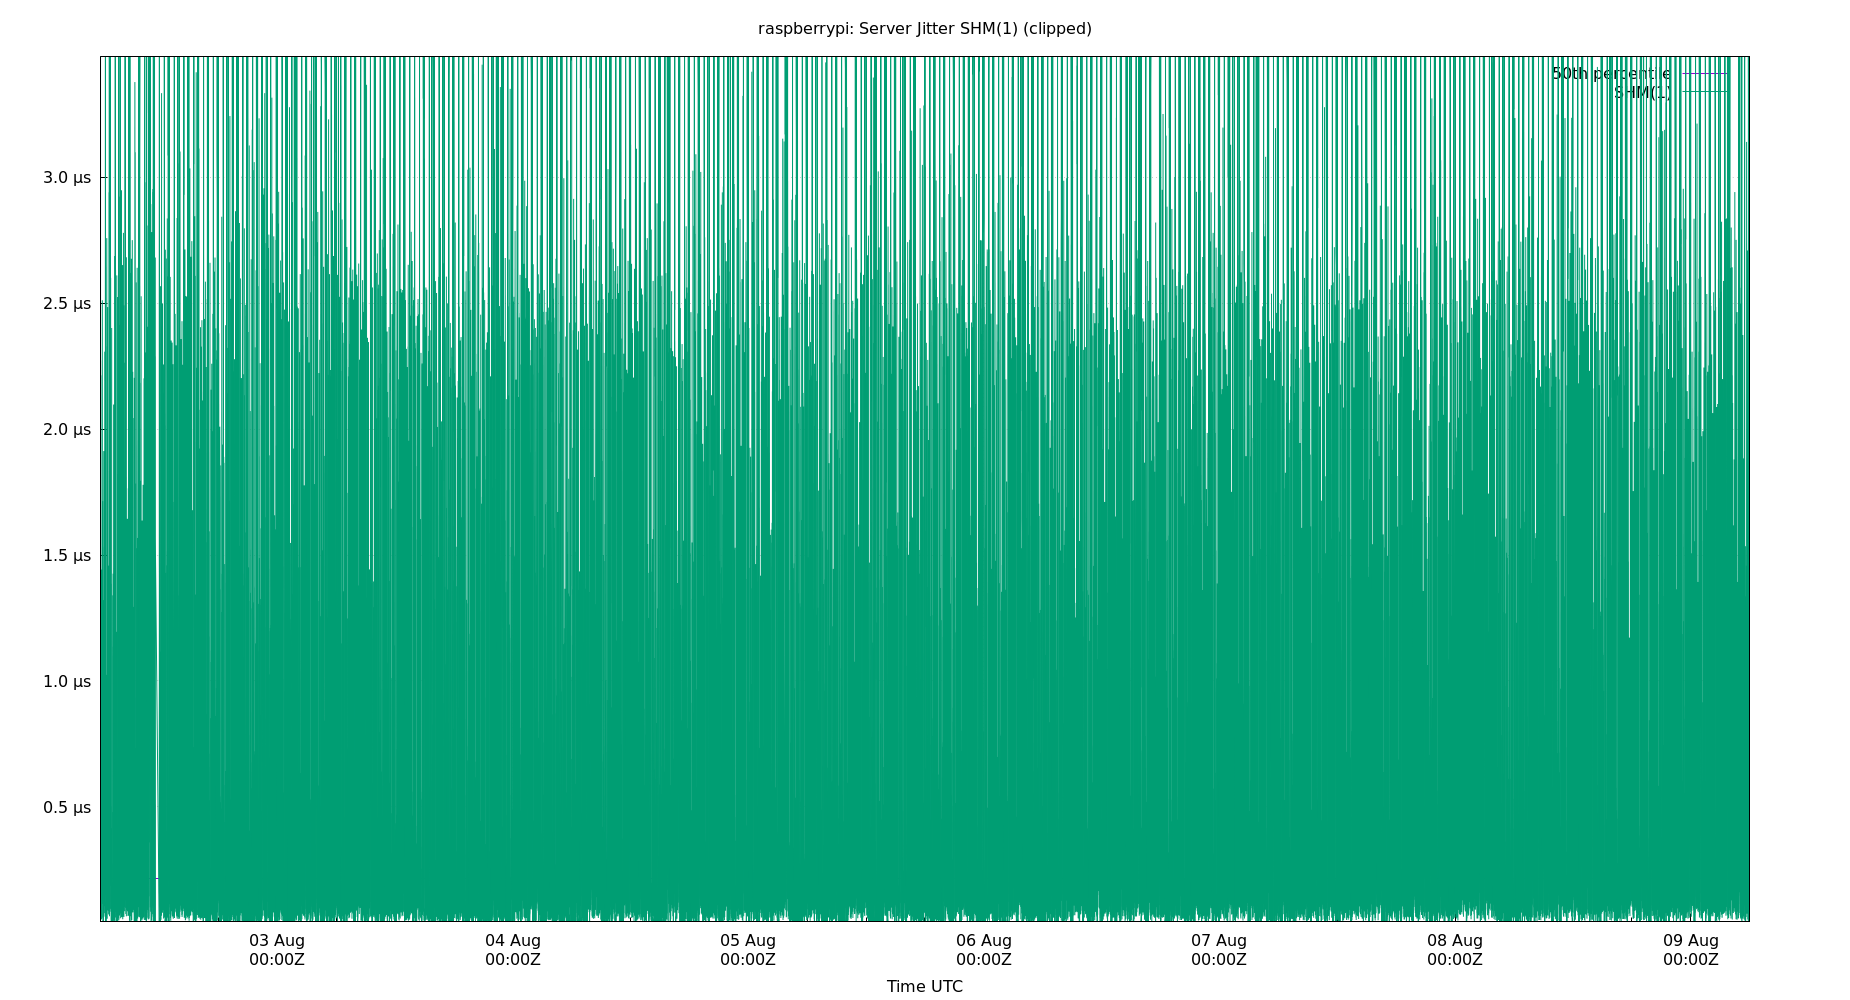 raspberrypi: Server Jitter SHM(1) (clipped)
50th percentile
SHM(1)
3.0 μs
2.5 μs
2.0 μs
1.5 μs
1.0 μs
0.5 μs
03 Aug 04 Aug 05 Aug 06 Aug 07 Aug 08 Aug 09 Aug
00:00Z 00:00Z 00:00Z 00:00Z 00:00Z 00:00Z 00:00Z
Time UTC